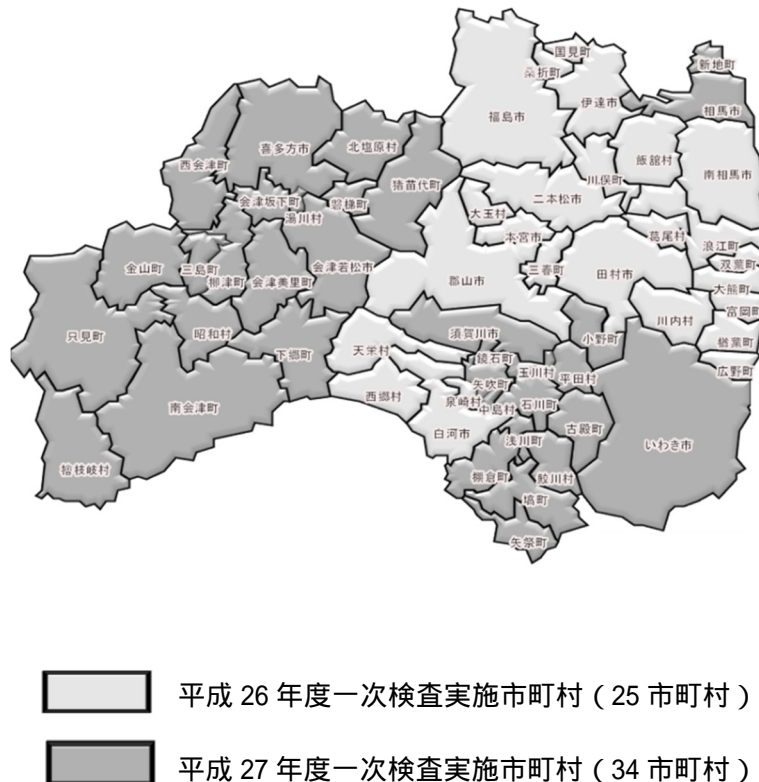 国見町
桑折町
新地町
伊達市
相馬市
福島市
喜多方市
北塩原村
飯舘村
西会津町
川俣町
南相馬市
猪苗代町
会津坂下町
磐梯町
二本松市
湯川村
大玉村
葛尾村
本宮市
浪江町
双葉町
金山町
三島町
会津若松市
三春町
田村市
柳津町
会津美里町
郡山市
大熊町
富岡町
川内村
只見町
昭和村
須賀川市
小野町
楢葉町
下郷町
天栄村
鏡石町
玉川村
平田村
広野町
矢吹町
西郷村
泉崎村
中島村
石川町
南会津町
白河市
古殿町
浅川町
いわき市
檜枝岐村
棚倉町
鮫川村
塙町
矢祭町
平成 26 年度一次検査実施市町村(25 市町村)
平成 27 年度一次検査実施市町村(34 市町村)